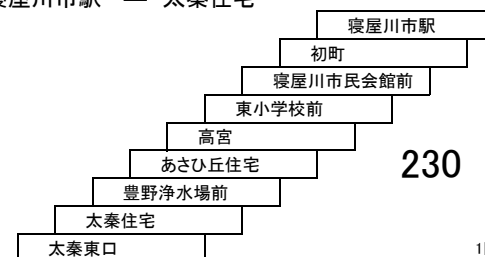 寝屋川市駅 ― 太秦住宅
寝屋川市駅
初町
寝屋川市民会館前
東小学校前
高宮
あさひ丘住宅
230
豊野浄水場前
太秦住宅
太秦東口